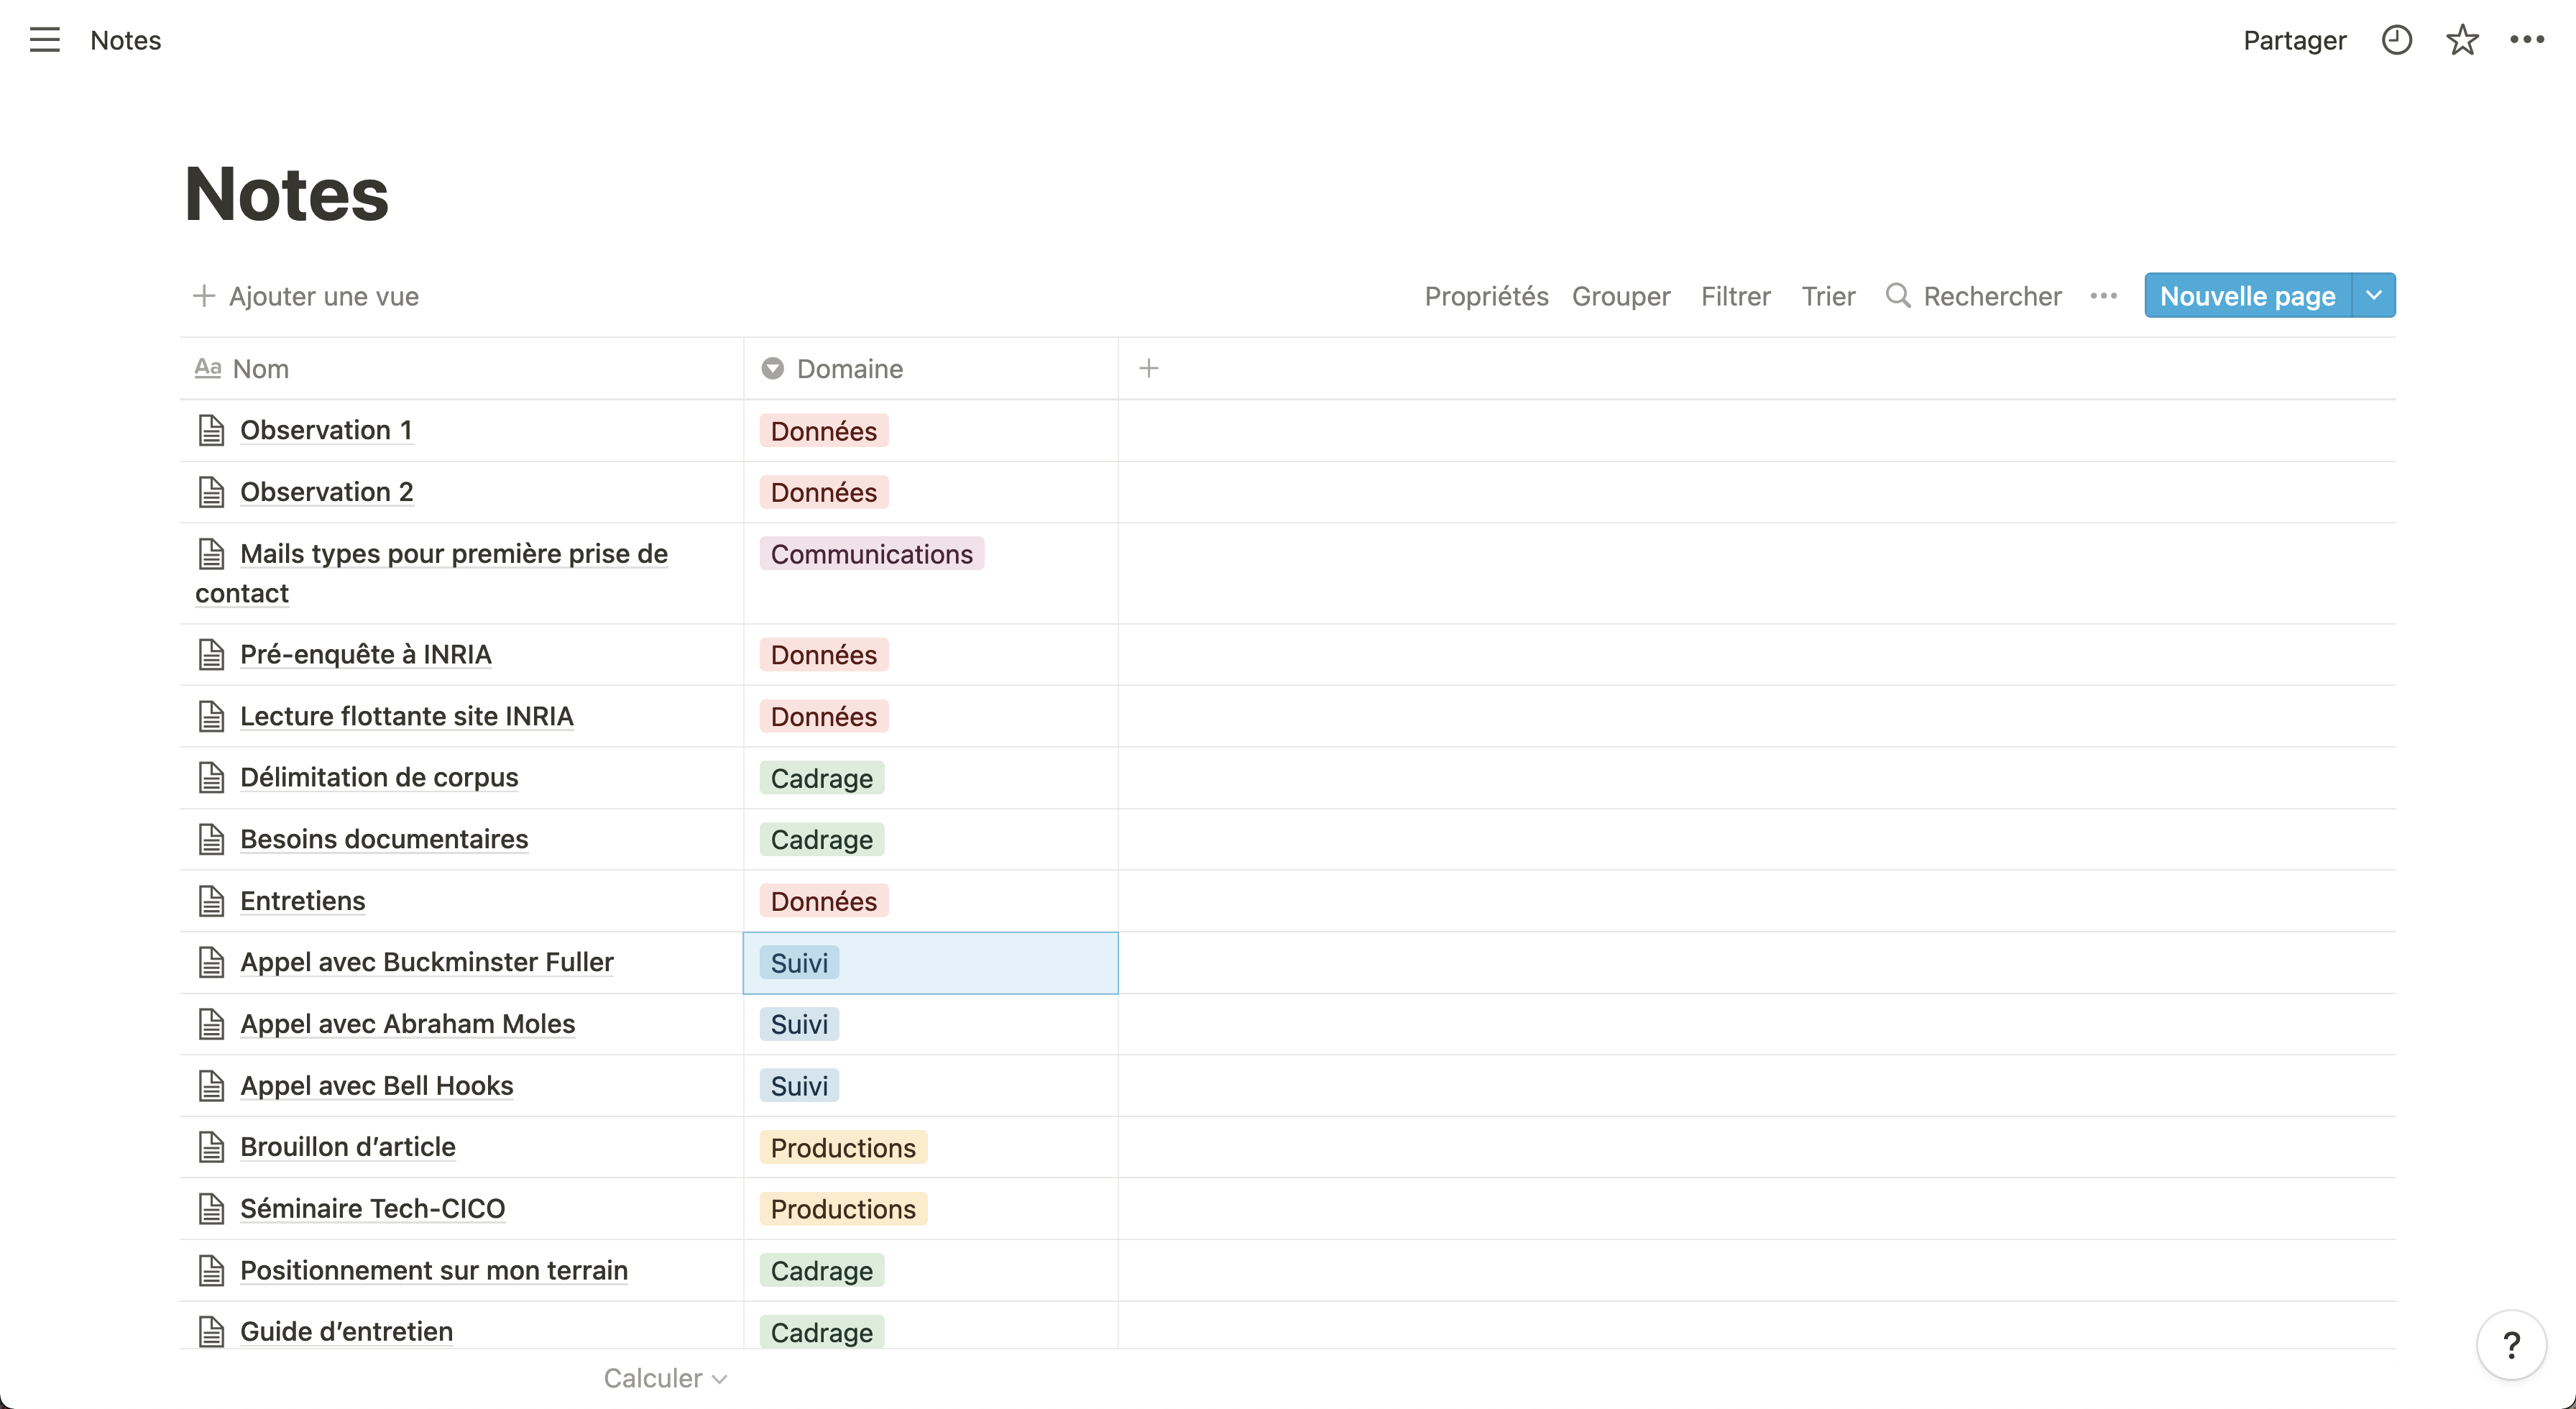 Notes
Partager
Notes
Ajouter une vue
Propriétés Grouper Filtrer Trier Rechercher Nouvelle page
Aa Nom Domaine
Observation 1 Données
Observation 2 Données
Mails types pour première prise de Communications
contact
Pré-enquête à INRIA Données
Lecture flottante site INRIA Données
Délimitation de corpus Cadrage
Besoins documentaires Cadrage
Entretiens Données
Appel avec Buckminster Fuller Suivi
Appel avec Abraham Moles Suivi
Appel avec Bell Hooks Suivi
Brouillon d’article Productions
Séminaire Tech-CICO Productions
Positionnement sur mon terrain Cadrage
Guide d’entretien Cadrage
Calculer
?